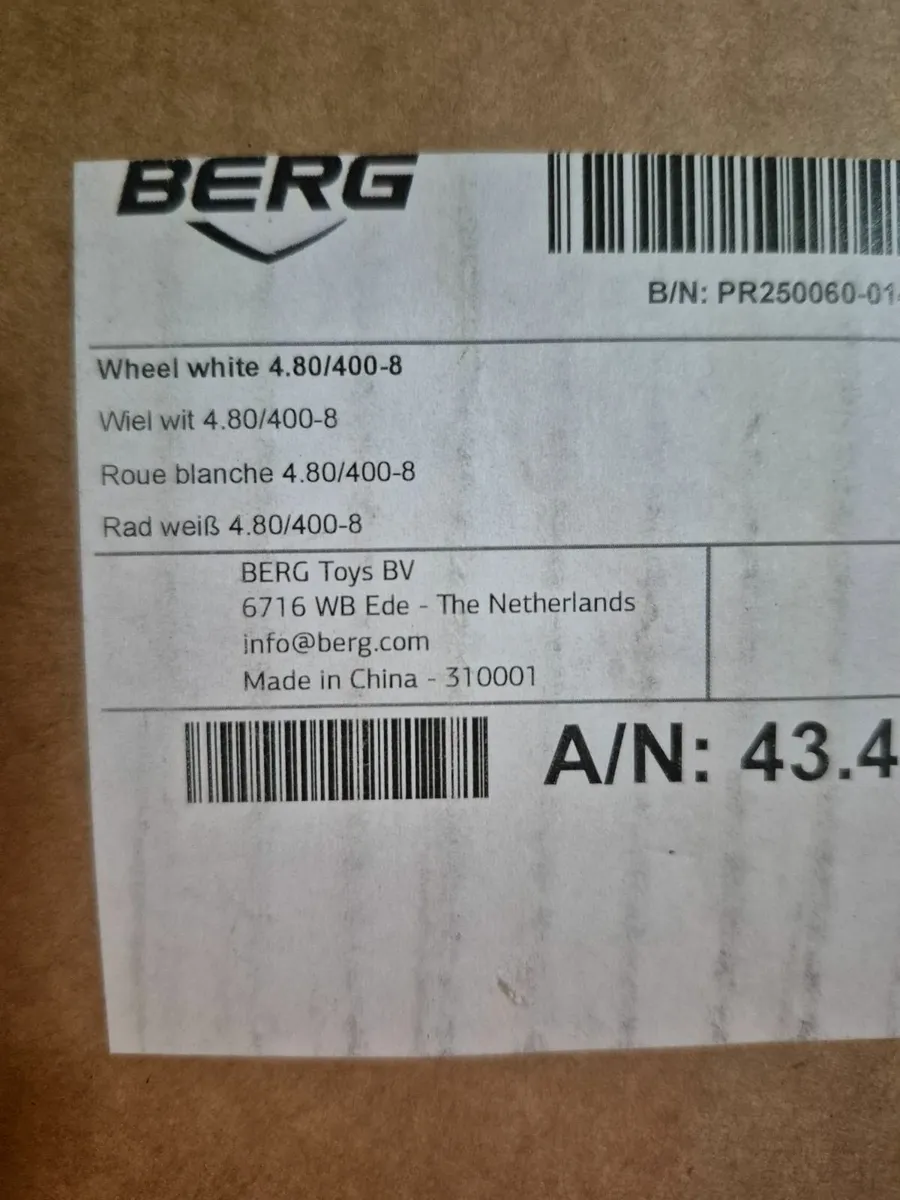 BERG
B/N: PR250060-01
Wheel white 4.80/400-8
Wiel wit 4.80/400-8
Roue blanche 4.80/400-8
Rad weiß 4.80/400-8
BERG Toys BV
6716 WB Ede - The Netherlands
info@berg.com
Made in China - 310001
A/N: 43.4